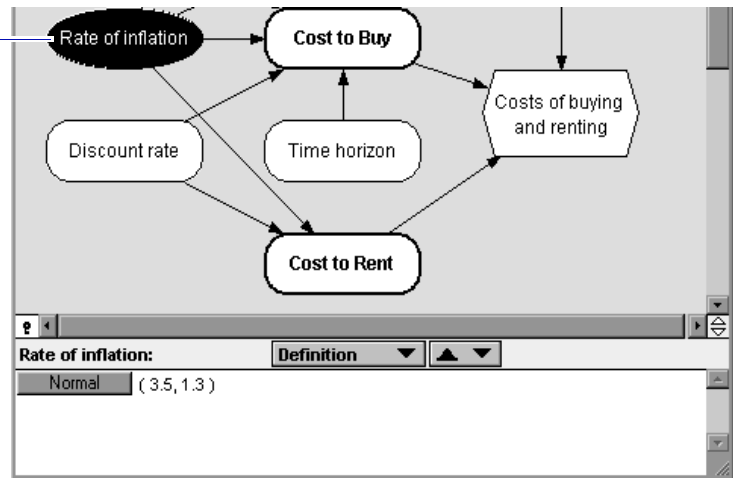 Rate of inflation
Cost to Buy
Costs of buying
and renting
Discount rate
Time horizon
Cost to Rent
?
Rate of inflation:
Definition
Normal
( 3.5, 1.3 )